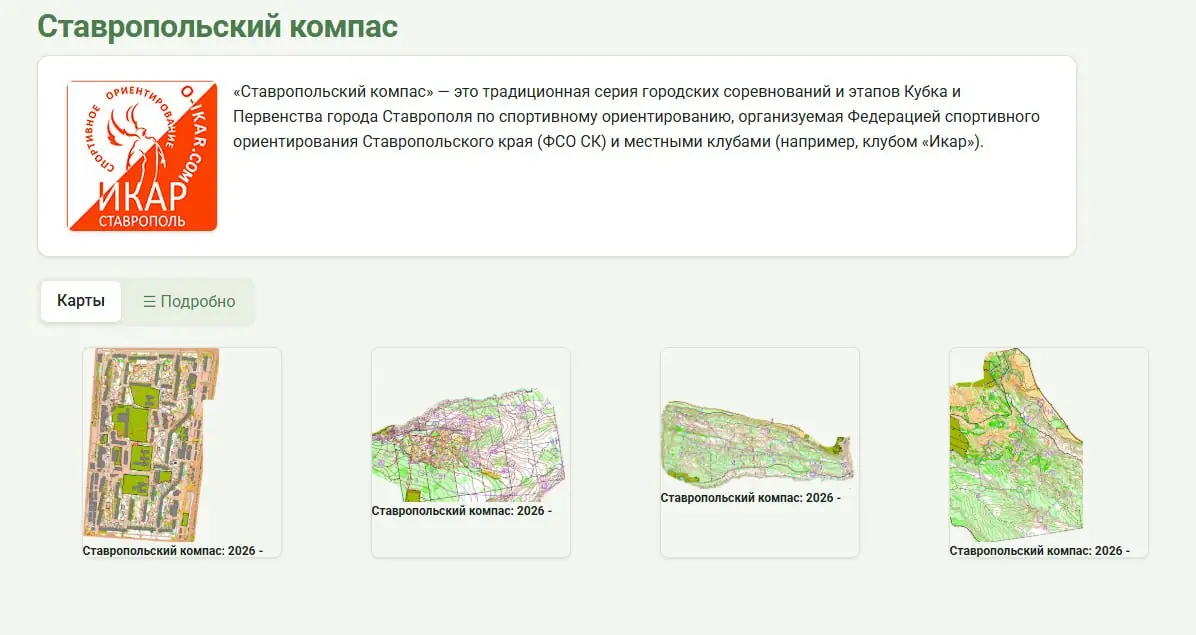 Ставропольский компас
СПОРТИВНОЕ ОРИЕНТИРОВАНИЕ
O-IKAR.COM
ИКАР
СТАВРОПОЛЬ
«Ставропольский компас» — это традиционная серия городских соревнований и этапов Кубка и
Первенства города Ставрополя по спортивному ориентированию, организуемая Федерацией спортивного
ориентирования Ставропольского края (ФСО СК) и местными клубами (например, клубом «Икар»).
Карты
☰ Подробно
Ставропольский компас: 2026 -
Ставропольский компас: 2026 -
Ставропольский компас: 2026 -
Ставропольский компас: 2026 -